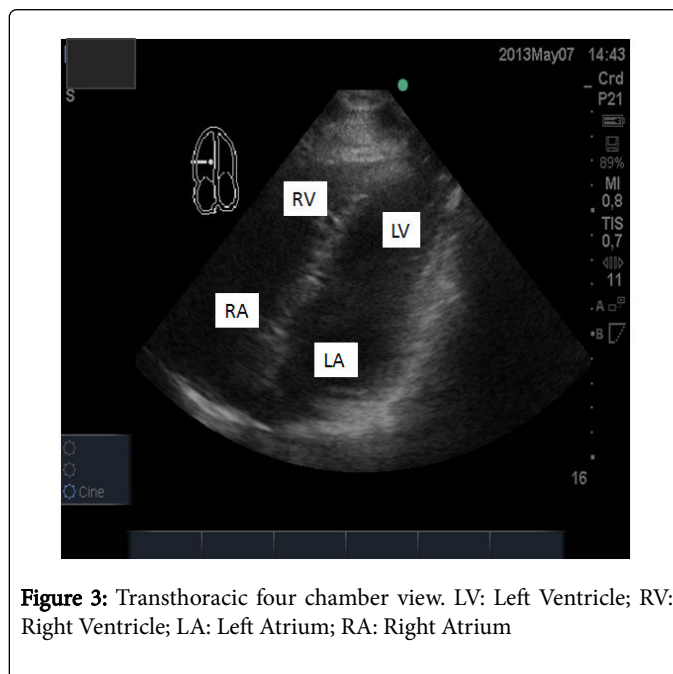 2013May07 14:43
S
Crd
P21
89%
MI
0,8
TIS
0,7
11
A
B
RV
LV
RA
LA
16
Cine
Figure 3: Transthoracic four chamber view. LV: Left Ventricle; RV:
Right Ventricle; LA: Left Atrium; RA: Right Atrium